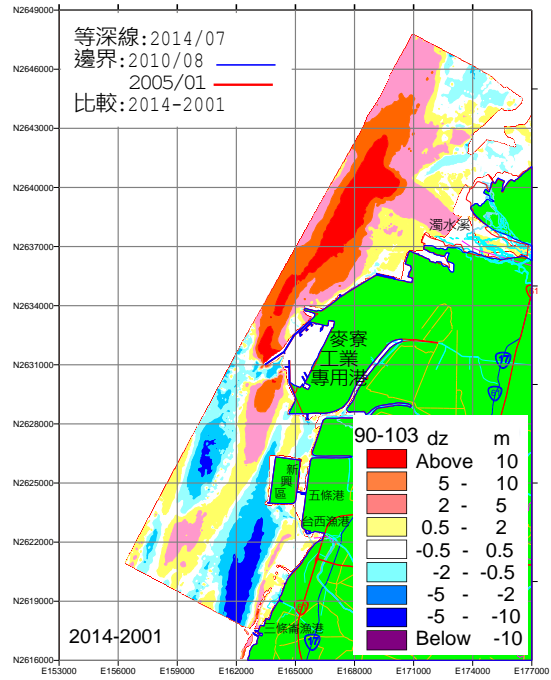 等深線:2014/07
邊界:2010/08
2005/01
比較:2014-2001
N2649000
N2646000
N2643000
N2640000
N2637000
N2634000
N2631000
N2628000
N2625000
N2622000
N2619000
N2616000
濁水溪
61
麥寮
工業
專用港
17
61
新興區
五條港
台西漁港
三條崙漁港
17
90-103 dz m
Above 10
5 - 10
2 - 5
0.5 - 2
-0.5 - 0.5
-2 - -0.5
-5 - -2
-5 - -10
Below -10
2014-2001
E153000 E156000 E159000 E162000 E165000 E168000 E171000 E174000 E177000